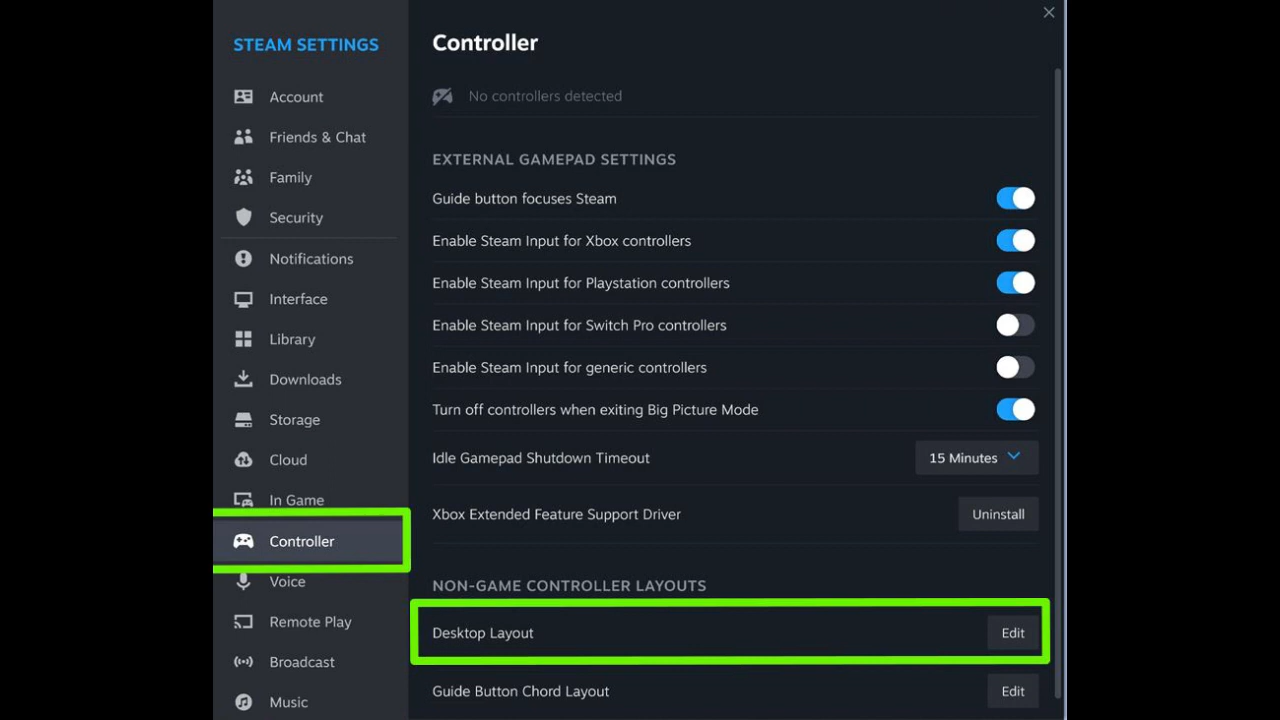 STEAM SETTINGS
Account
Friends & Chat
Family
Security
Notifications
Interface
Library
Downloads
Storage
Cloud
In Game
Controller
Voice
Remote Play
Broadcast
Music
Controller
No controllers detected
EXTERNAL GAMEPAD SETTINGS
Guide button focuses Steam
Enable Steam Input for Xbox controllers
Enable Steam Input for Playstation controllers
Enable Steam Input for Switch Pro controllers
Enable Steam Input for generic controllers
Turn off controllers when exiting Big Picture Mode
Idle Gamepad Shutdown Timeout 15 Minutes
Xbox Extended Feature Support Driver Uninstall
NON-GAME CONTROLLER LAYOUTS
Desktop Layout Edit
Guide Button Chord Layout Edit